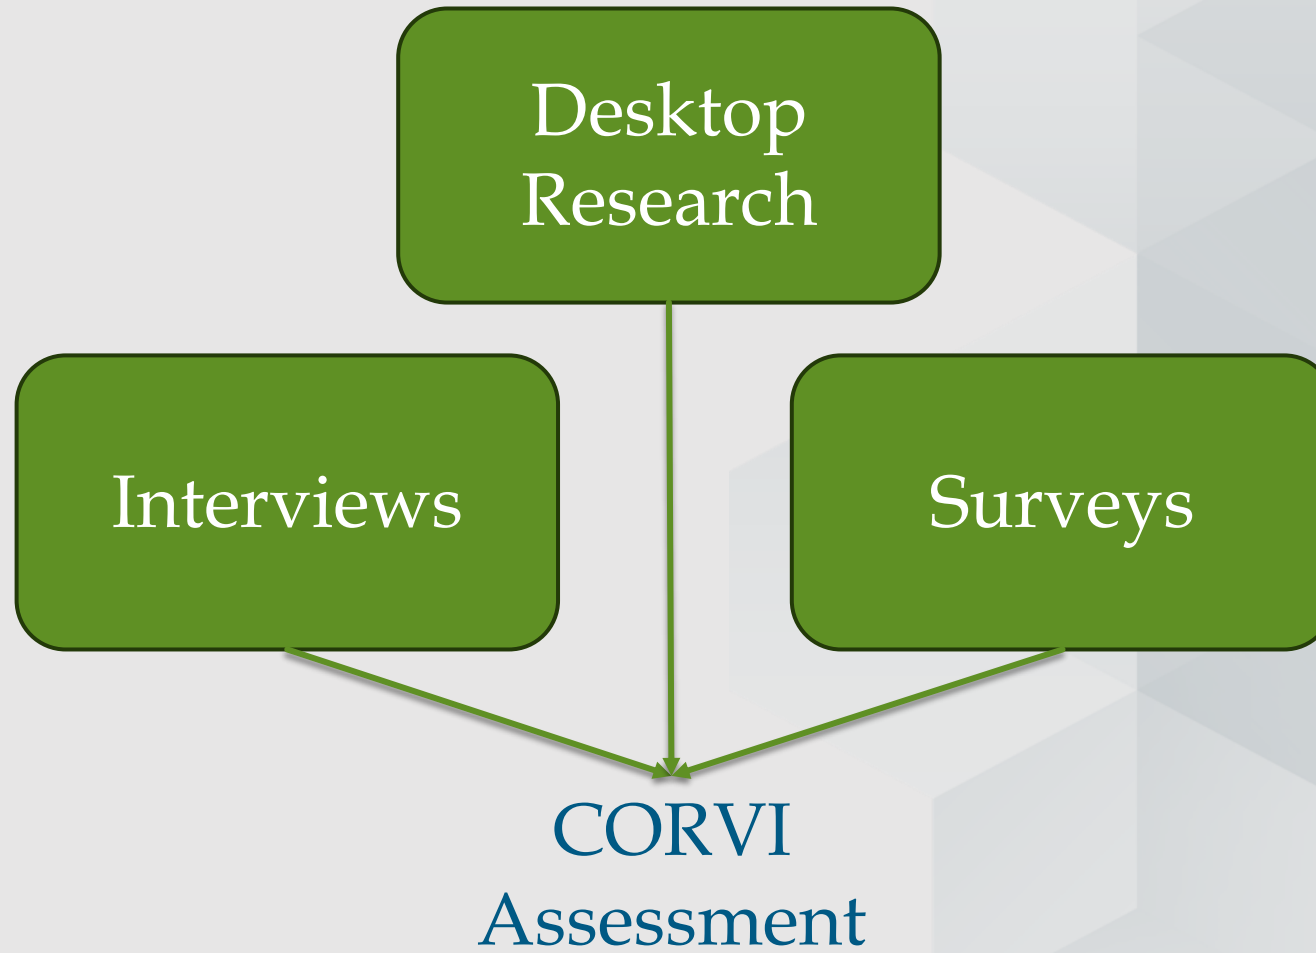 Desktop
Research
Interviews
Surveys
CORVI
Assessment